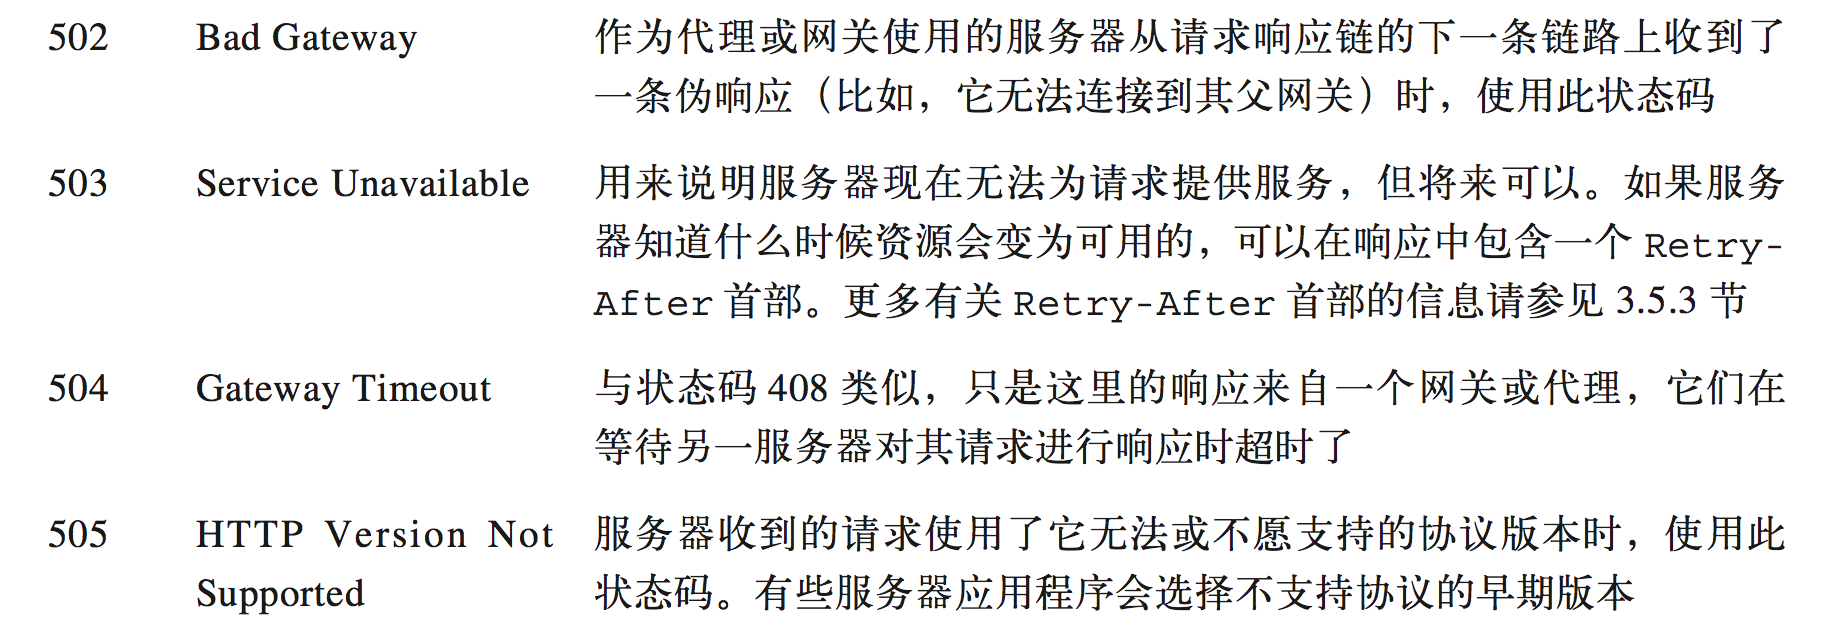 502 Bad Gateway 作为代理或网关使用的服务器从请求响应链的下一条链路上收到了
一条伪响应（比如，它无法连接到其父网关）时，使用此状态码
503 Service Unavailable 用来说明服务器现在无法为请求提供服务，但将来可以。如果服务
器知道什么时候资源会变为可用的，可以在响应中包含一个 Retry-
After 首部。更多有关 Retry-After 首部的信息请参见 3.5.3 节
504 Gateway Timeout 与状态码 408 类似，只是这里的响应来自一个网关或代理，它们在
等待另一服务器对其请求进行响应时超时了
505 HTTP Version Not 服务器收到的请求使用了它无法或不愿支持的协议版本时，使用此
Supported 状态码。有些服务器应用程序会选择不支持协议的早期版本